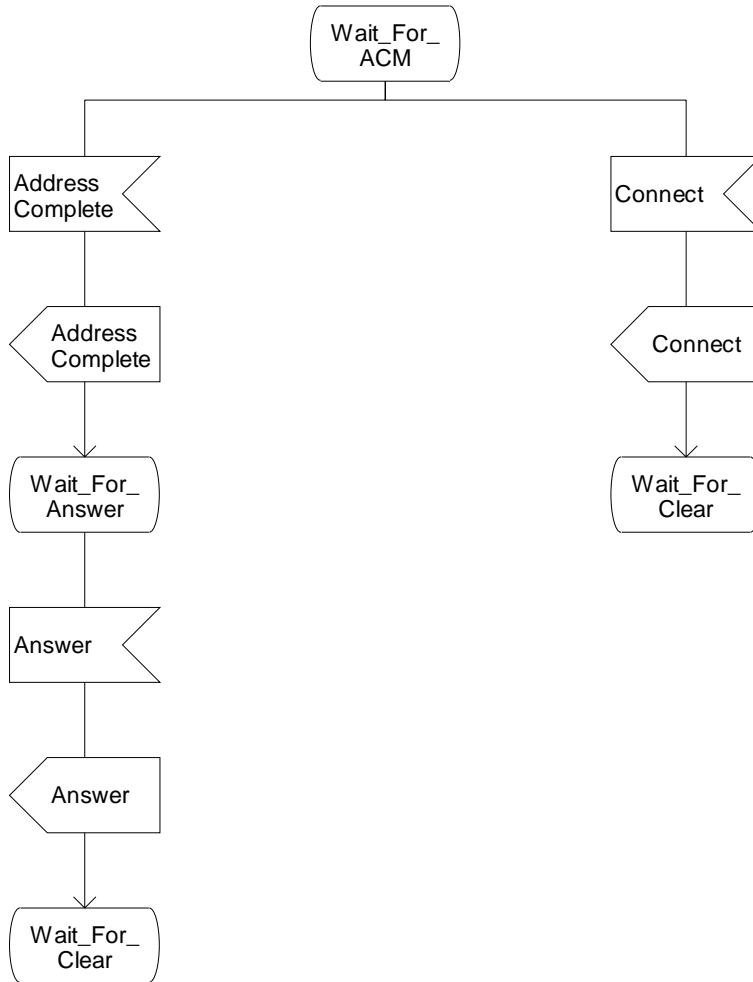 Wait_For_
ACM
Address
Complete
Connect
Address
Complete
Connect
Wait_For_
Answer
Wait_For_
Clear
Answer
Answer
Wait_For_
Clear